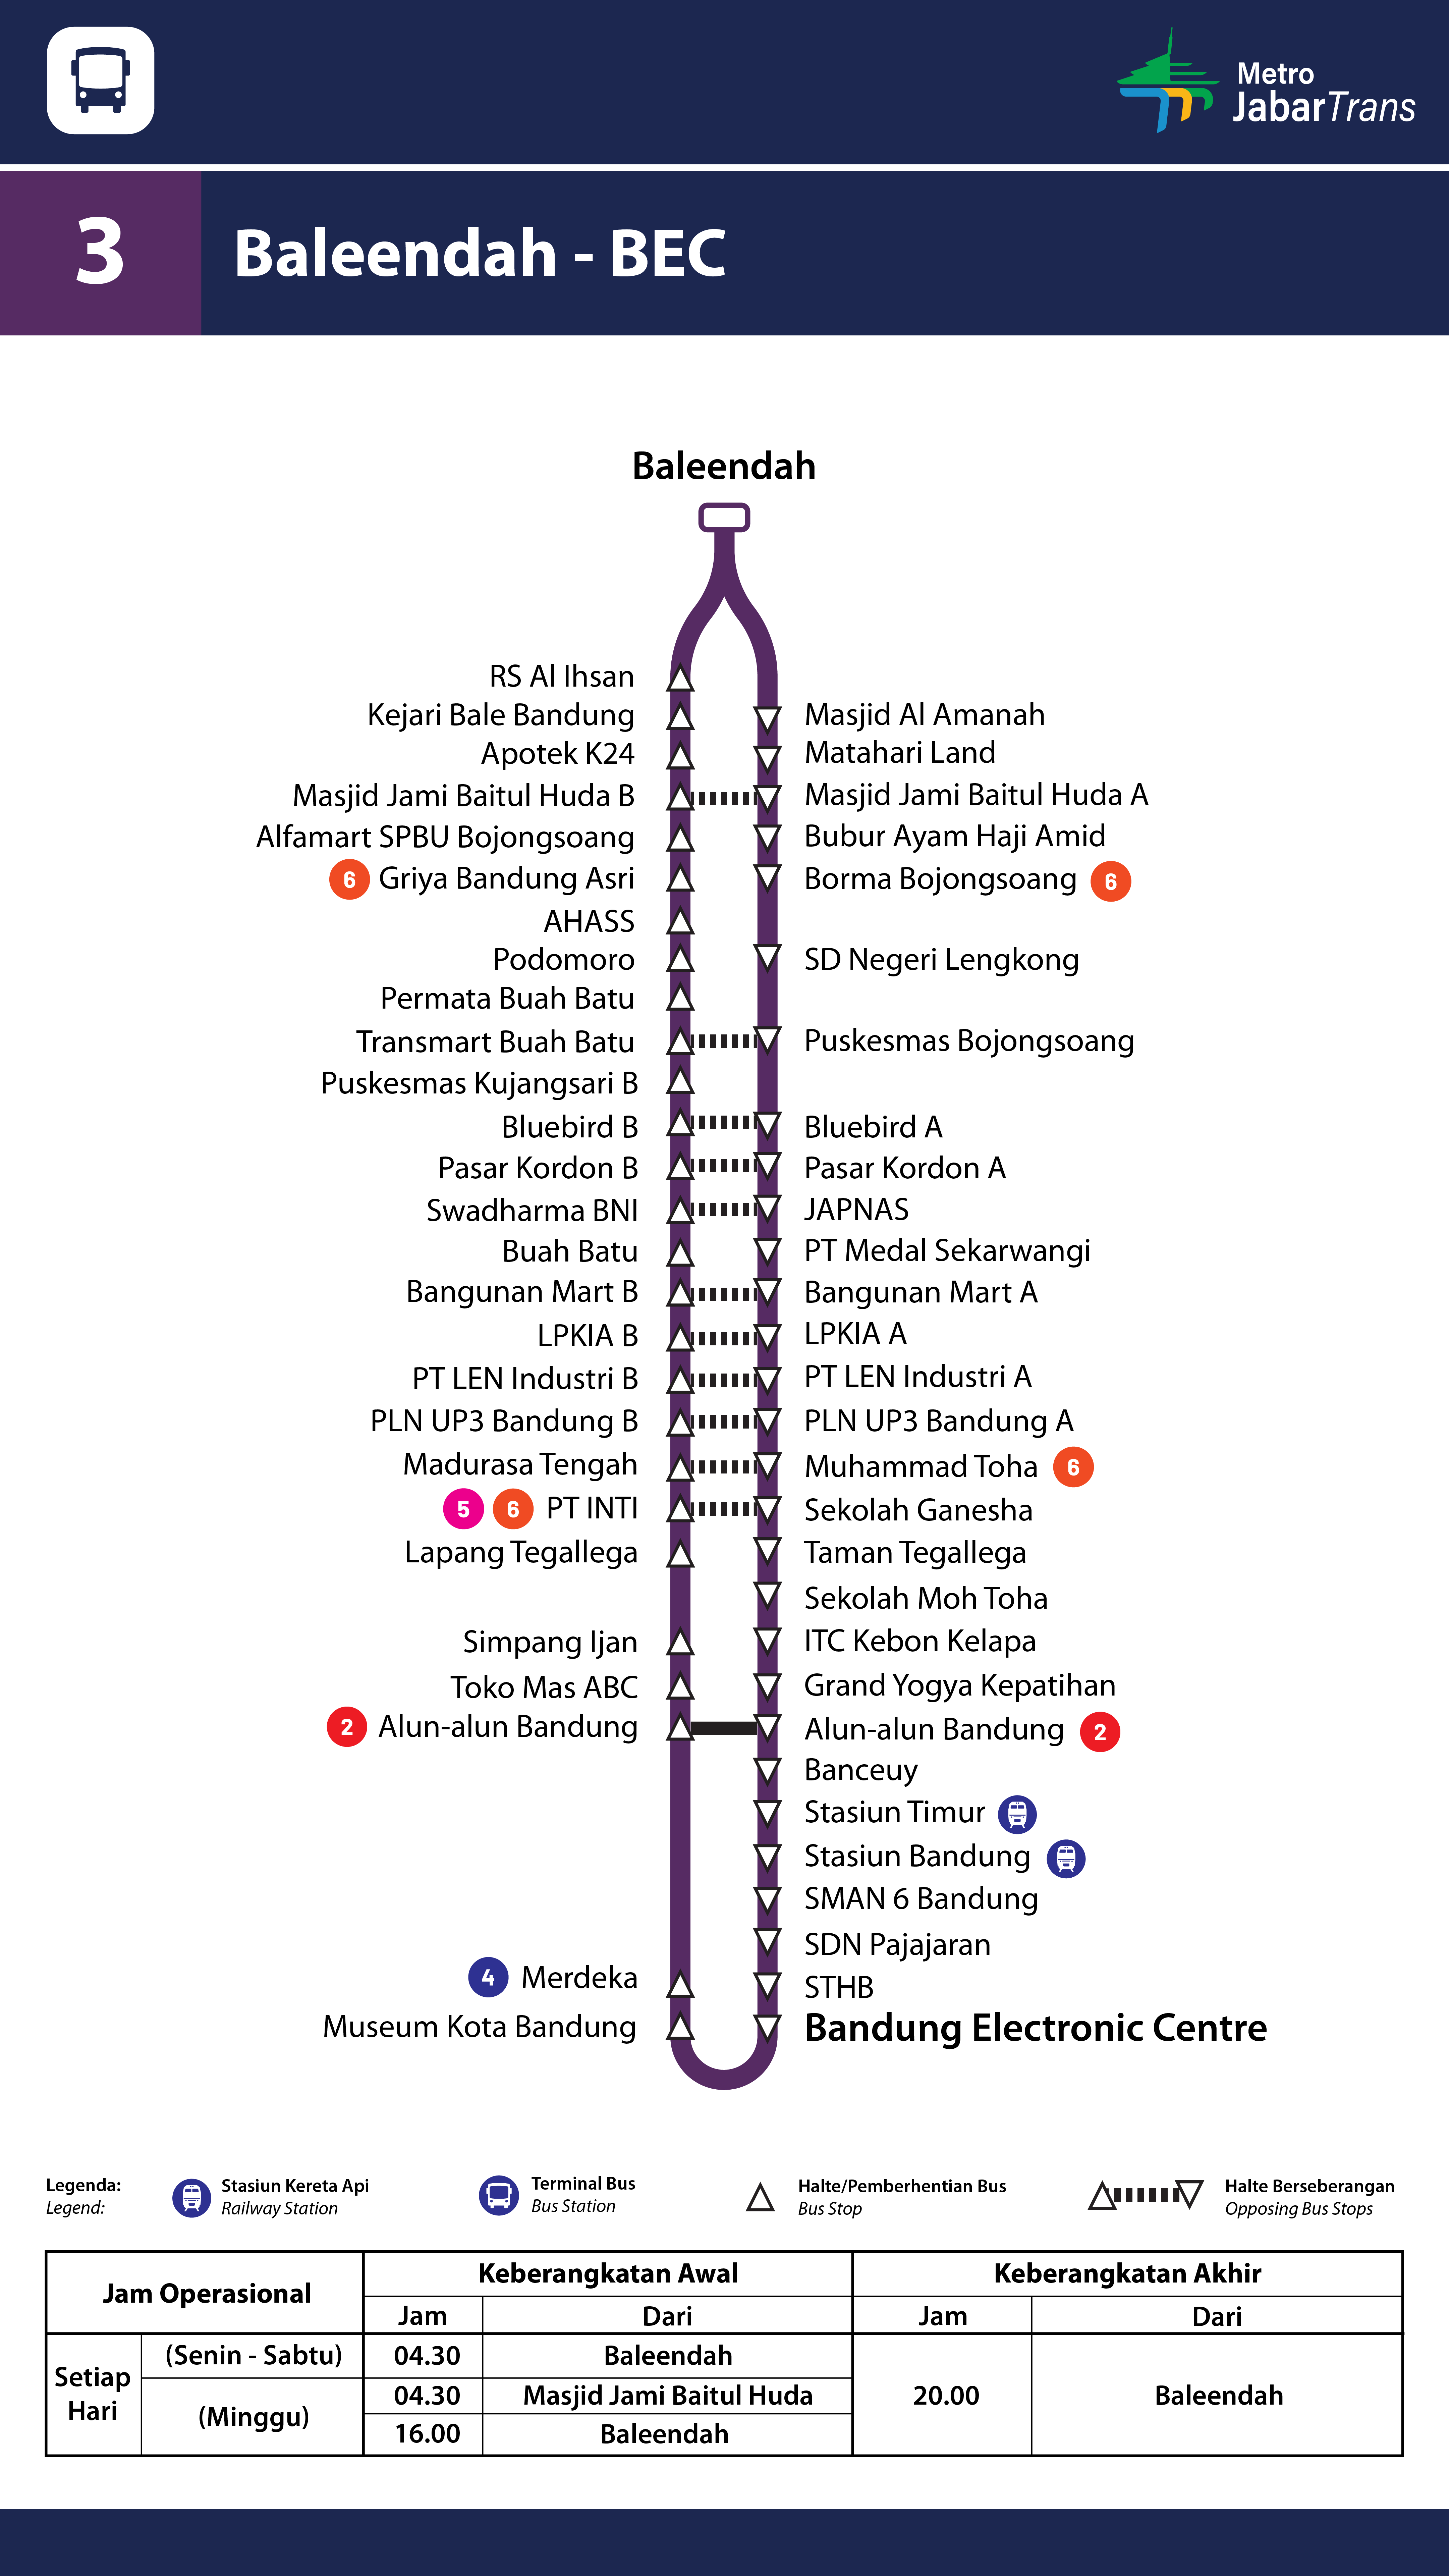 Metro
JabarTrans
3
Baleendah - BEC
Baleendah
RS Al Ihsan
Kejari Bale Bandung
Masjid Al Amanah
Apotek K24
Matahari Land
Masjid Jami Baitul Huda B
Masjid Jami Baitul Huda A
Alfamart SPBU Bojongsoang
Bubur Ayam Haji Amid
6 Griya Bandung Asri
Borma Bojongsoang 6
AHASS
Podomoro
SD Negeri Lengkong
Permata Buah Batu
Transmart Buah Batu
Puskesmas Bojongsoang
Puskesmas Kujangsari B
Bluebird B
Bluebird A
Pasar Kordon B
Pasar Kordon A
Swadharma BNI
JAPNAS
Buah Batu
PT Medal Sekarwangi
Bangunan Mart B
Bangunan Mart A
LPKIA B
LPKIA A
PT LEN Industri B
PT LEN Industri A
PLN UP3 Bandung B
PLN UP3 Bandung A
Madurasa Tengah
Muhammad Toha 6
5 6 PT INTI
Sekolah Ganesha
Lapang Tegallega
Taman Tegallega
Sekolah Moh Toha
Simpang Ijan
ITC Kebon Kelapa
Toko Mas ABC
Grand Yogya Kepatihan
2 Alun-alun Bandung
Alun-alun Bandung 2
Banceuy
Stasiun Timur
Stasiun Bandung
SMAN 6 Bandung
SDN Pajajaran
4 Merdeka
STHB
Museum Kota Bandung
Bandung Electronic Centre
Legenda:
Legend:
Stasiun Kereta Api
Railway Station
Terminal Bus
Bus Station
Halte/Pemberhentian Bus
Bus Stop
Halte Berseberangan
Opposing Bus Stops
Jam Operasional
Keberangkatan Awal
Keberangkatan Akhir
Jam
Dari
Jam
Dari
Setiap
Hari
(Senin - Sabtu)
04.30
Baleendah
(Minggu)
04.30
Masjid Jami Baitul Huda
16.00
Baleendah
20.00
Baleendah